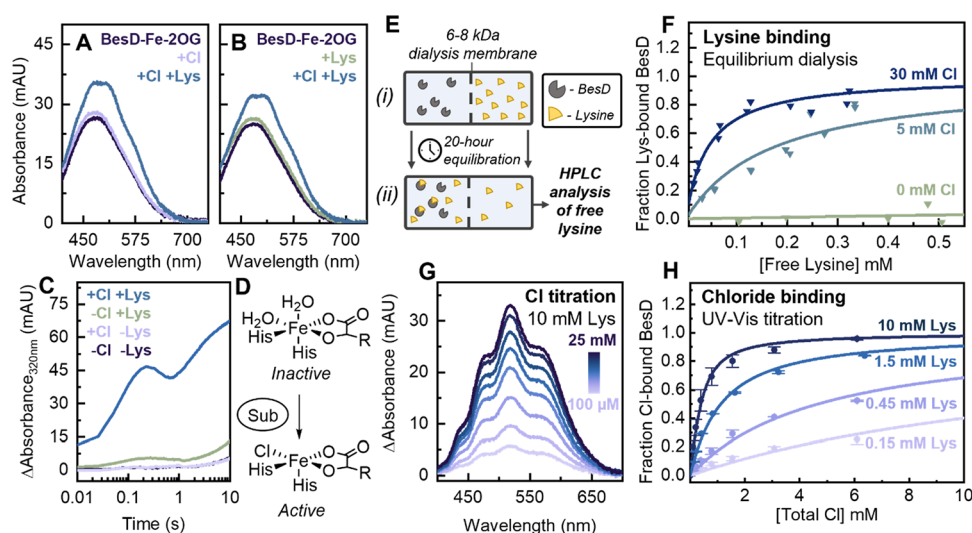 A
BesD-Fe-2OG
+Cl
+Cl +Lys
45
30
15
0
Absorbance (mAU)
450 575 700
Wavelength (nm)
B
BesD-Fe-2OG
+Lys
+Cl +Lys
450 575 700
Wavelength (nm)
C
+Cl +Lys
-Cl +Lys
+Cl -Lys
-Cl -Lys
75
60
45
30
15
0
ΔAbsorbance320nm (mAU)
0.01 0.1 1 10
Time (s)
D
H2O
H2O
Fe
O
O
O
R
His
His
Inactive
Sub
Cl
Fe
O
O
O
R
His
His
Active
E
6-8 kDa
dialysis membrane
(i)
- BesD
- Lysine
20-hour
equilibration
(ii)
HPLC
analysis
of free
lysine
F
Lysine binding
Equilibrium dialysis
30 mM Cl
5 mM Cl
0 mM Cl
1.0
0.8
0.6
0.4
0.2
0.0
Fraction Lys-bound BesD
0.1 0.2 0.3 0.4 0.5
[Free Lysine] mM
G
Cl titration
10 mM Lys
25 mM
100 µM
30
20
10
0
ΔAbsorbance (mAU)
400 500 600
450 550 650
Wavelength (nm)
H
Chloride binding
UV-Vis titration
10 mM Lys
1.5 mM Lys
0.45 mM Lys
0.15 mM Lys
1.0
0.8
0.6
0.4
0.2
0.0
Fraction Cl-bound BesD
0 2 4 6 8 10
[Total Cl] mM